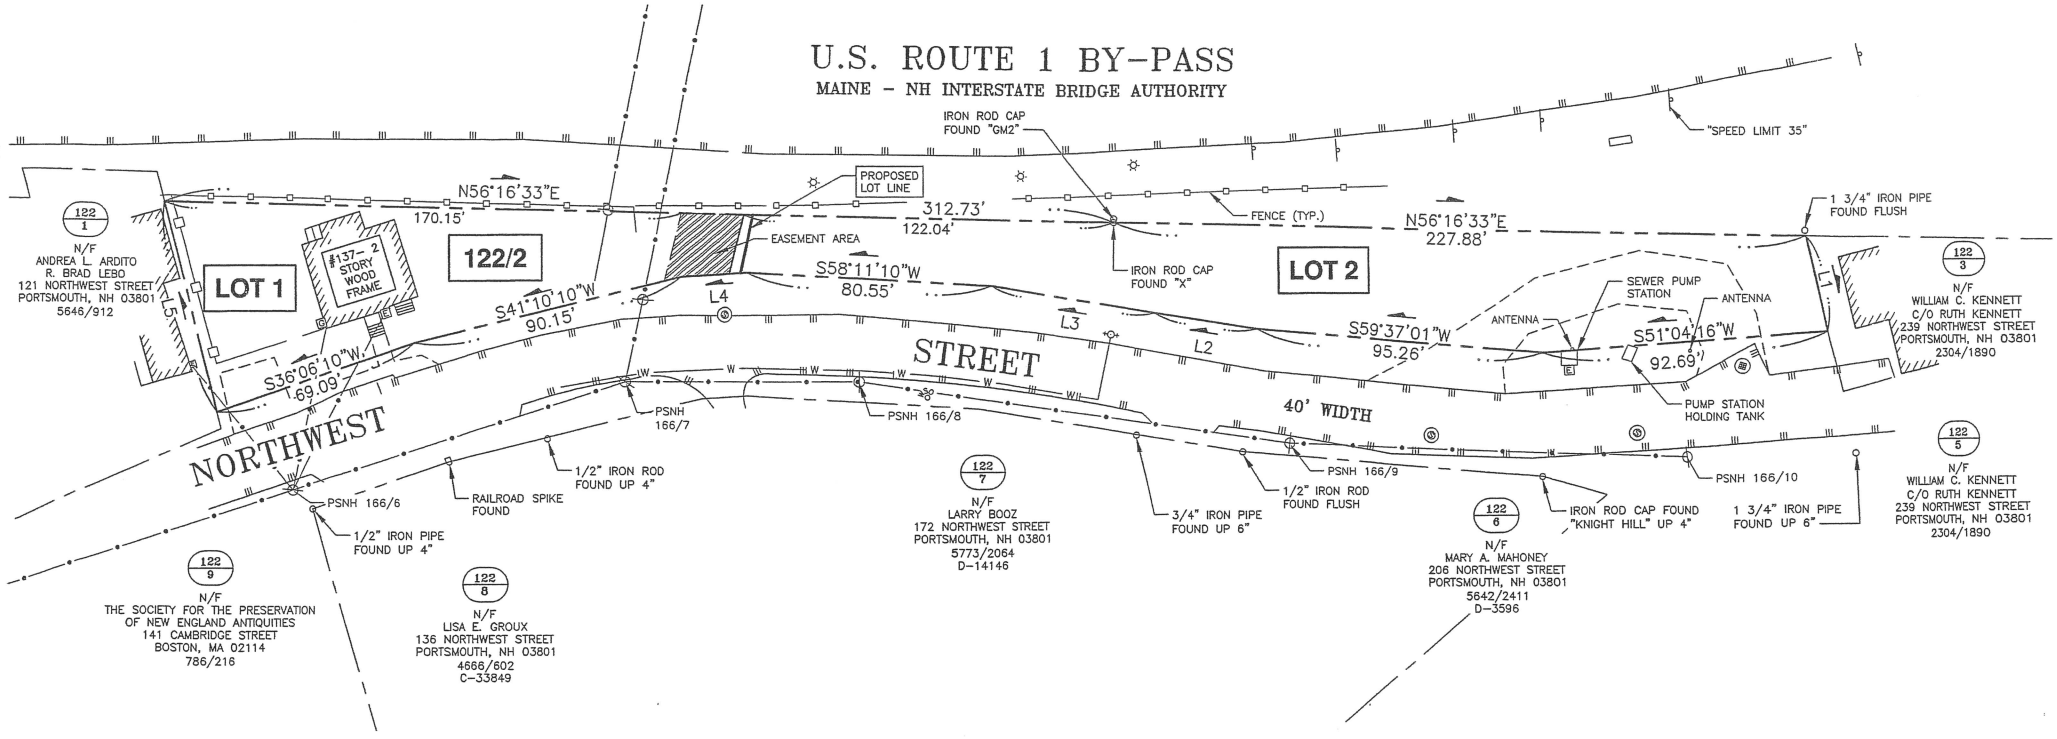 U.S. ROUTE 1 BY-PASS
MAINE - NH INTERSTATE BRIDGE AUTHORITY
IRON ROD CAP
FOUND "GM2"
"SPEED LIMIT 35"
PROPOSED
LOT LINE
N56°16'33"E
170.15'
312.73'
122.04'
FENCE (TYP.)
N56°16'33"E
227.88'
1 3/4" IRON PIPE
FOUND FLUSH
122
1
N/F
ANDREA L. ARDITO
R. BRAD LEBO
121 NORTHWEST STREET
PORTSMOUTH, NH 03801
5646/912
L5
LOT 1
#137- 2
STORY
WOOD
FRAME
G
E
122/2
EASEMENT AREA
S58°11'10"W
80.55'
IRON ROD CAP
FOUND "X"
LOT 2
SEWER PUMP
STATION
ANTENNA
ANTENNA
L1
122
3
N/F
WILLIAM C. KENNETT
C/O RUTH KENNETT
239 NORTHWEST STREET
PORTSMOUTH, NH 03801
2304/1890
S41°10'10"W
90.15'
L4
S
L3
L2
S59°37'01"W
95.26'
S51°04'16"W
92.69'
E
S36°06'10"W
69.09'
NORTHWEST
STREET
40' WIDTH
W W W W W W W
PUMP STATION
HOLDING TANK
PSNH
166/7
PSNH 166/8
S
S
PSNH 166/9
PSNH 166/10
PSNH 166/6
1/2" IRON PIPE
FOUND UP 4"
RAILROAD SPIKE
FOUND
1/2" IRON ROD
FOUND UP 4"
3/4" IRON PIPE
FOUND UP 6"
1/2" IRON ROD
FOUND FLUSH
IRON ROD CAP FOUND
"KNIGHT HILL" UP 4"
1 3/4" IRON PIPE
FOUND UP 6"
122
5
N/F
WILLIAM C. KENNETT
C/O RUTH KENNETT
239 NORTHWEST STREET
PORTSMOUTH, NH 03801
2304/1890
122
7
N/F
LARRY BOOZ
172 NORTHWEST STREET
PORTSMOUTH, NH 03801
5773/2064
D-14146
122
6
N/F
MARY A. MAHONEY
206 NORTHWEST STREET
PORTSMOUTH, NH 03801
5642/2411
D-3596
122
9
N/F
THE SOCIETY FOR THE PRESERVATION
OF NEW ENGLAND ANTIQUITIES
141 CAMBRIDGE STREET
BOSTON, MA 02114
786/216
122
8
N/F
LISA E. GROUX
136 NORTHWEST STREET
PORTSMOUTH, NH 03801
4666/602
C-33849